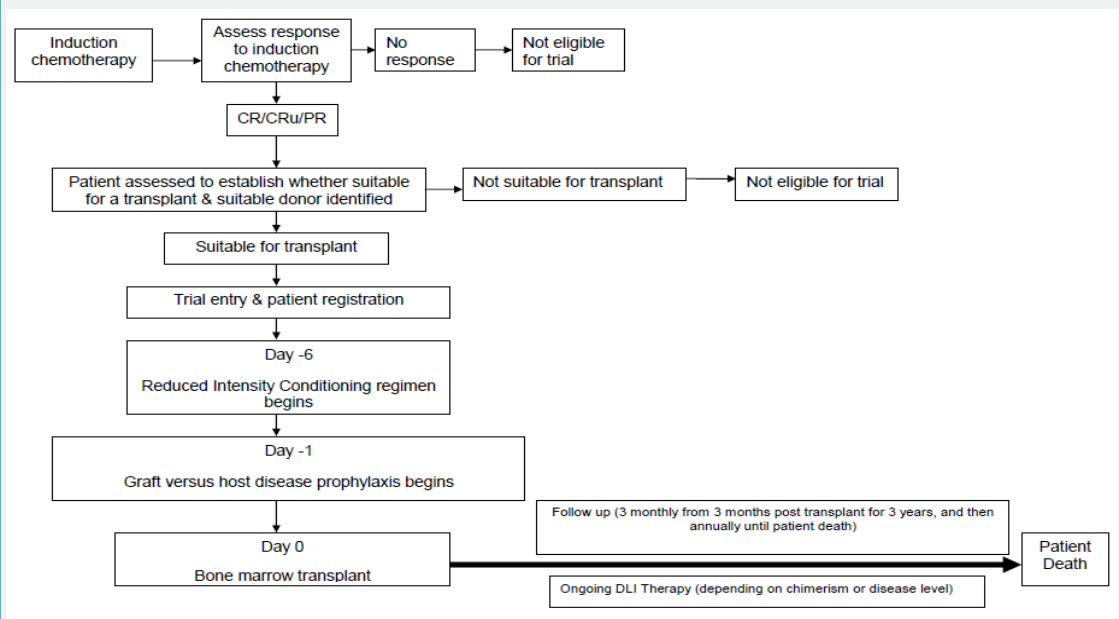 Induction
chemotherapy
Assess response
to induction
chemotherapy
No
response
Not eligible
for trial
CR/CRu/PR
Patient assessed to establish whether suitable
for a transplant & suitable donor identified
Not suitable for transplant
Not eligible for trial
Suitable for transplant
Trial entry & patient registration
Day -6
Reduced Intensity Conditioning regimen
begins
Day -1
Graft versus host disease prophylaxis begins
Follow up (3 monthly from 3 months post transplant for 3 years, and then
annually until patient death)
Day 0
Bone marrow transplant
Patient
Death
Ongoing DLI Therapy (depending on chimerism or disease level)